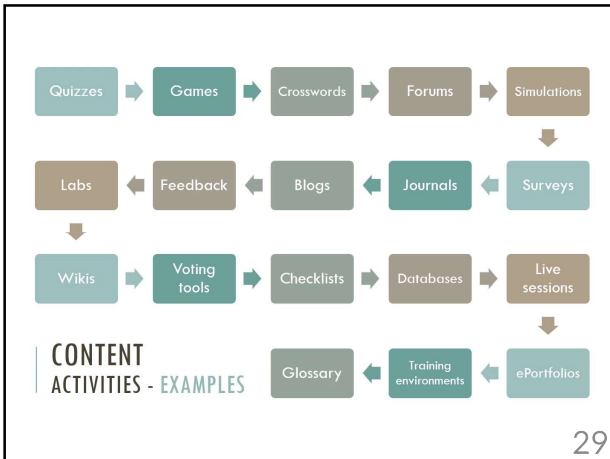 Quizzes
Games
Crosswords
Forums
Simulations
Surveys
Journals
Blogs
Feedback
Labs
Wikis
Voting
tools
Checklists
Databases
Live
sessions
ePortfolios
Training
environments
Glossary
CONTENT
ACTIVITIES - EXAMPLES
29